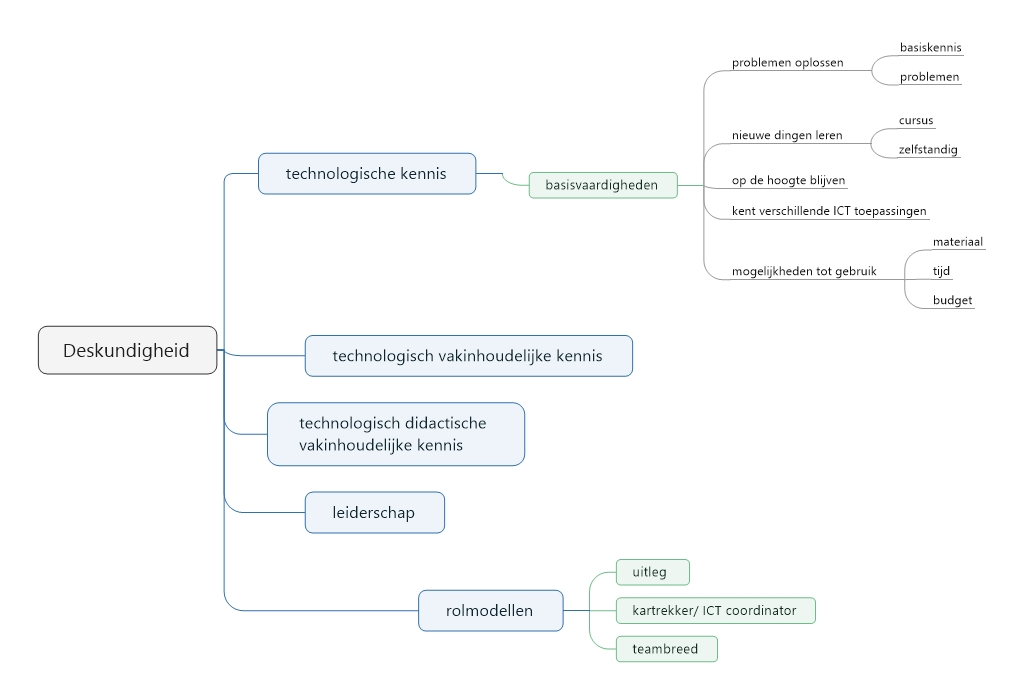 Deskundigheid
technologische kennis
basisvaardigheden
problemen oplossen
basiskennis
problemen
nieuwe dingen leren
cursus
zelfstandig
op de hoogte blijven
kent verschillende ICT toepassingen
mogelijkheden tot gebruik
materiaal
tijd
budget
technologisch vakinhoudelijke kennis
technologisch didactische
vakinhoudelijke kennis
leiderschap
rolmodellen
uitleg
kartrekker/ ICT coordinator
teambreed